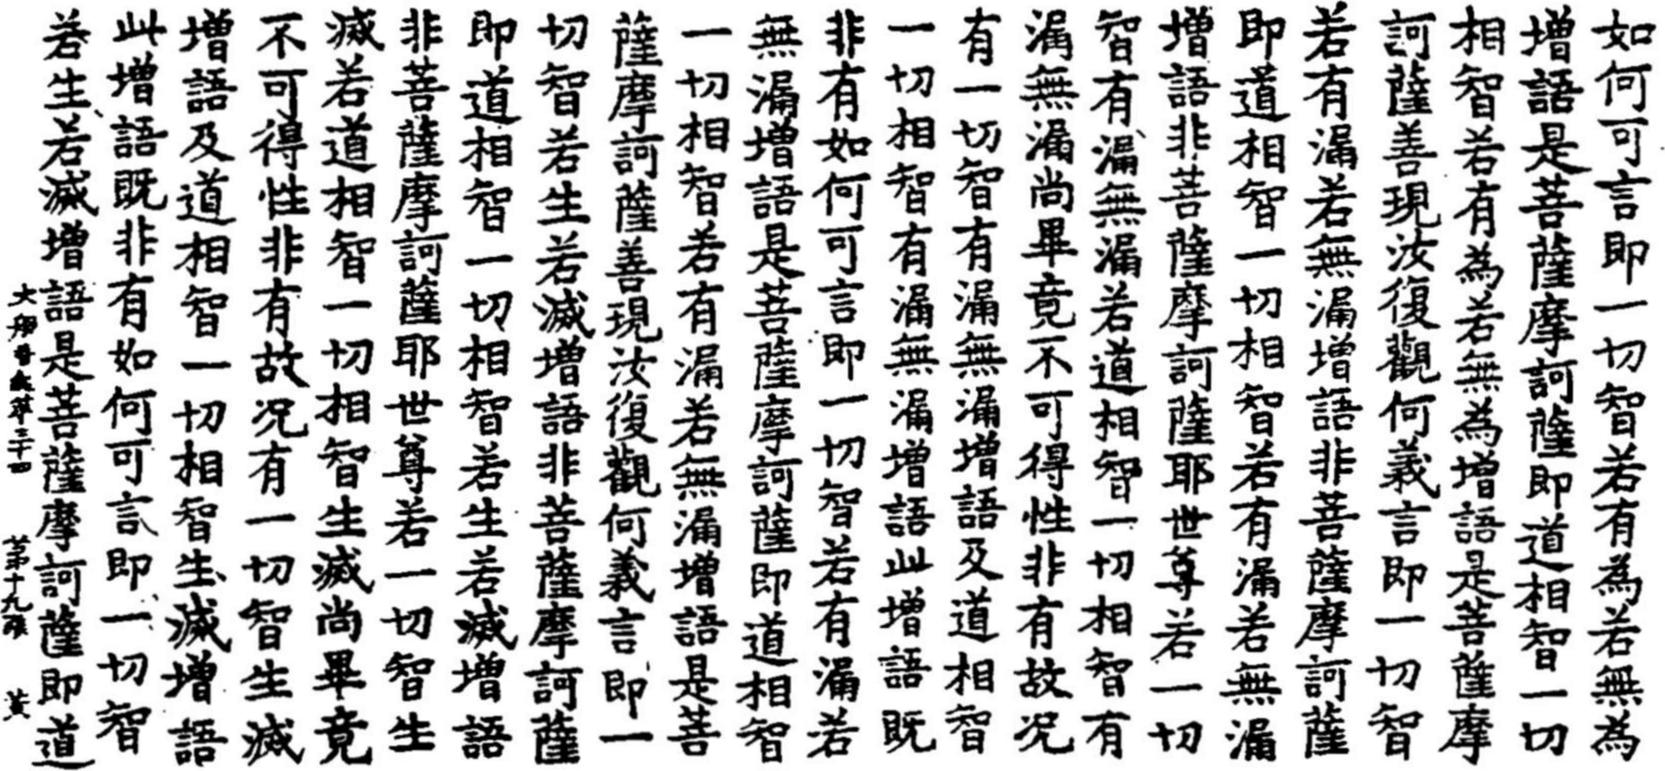 如何可言即一切智若有為若無為
增語是菩薩摩訶薩即道相智一切
相智若有為若無為增語是菩薩摩
訶薩善現汝復觀何義言即一切智
若有漏若無漏增語非菩薩摩訶薩
即道相智一切相智若有漏若無漏
增語非菩薩摩訶薩耶世尊若一切
智有漏無漏若道相智一切相智有
漏無漏尚畢竟不可得性非有故况
有一切智有漏無漏增語及道相智
一切相智有漏無漏增語此增語既
非有如何可言即一切智若有漏若
無漏增語是菩薩摩訶薩即道相智
一切相智若有漏若無漏增語是菩
薩摩訶薩善現汝復觀何義言即一
切智若生若滅增語非菩薩摩訶薩
即道相智一切相智若生若滅增語
非菩薩摩訶薩耶世尊若一切智生
滅若道相智一切相智生滅尚畢竟
不可得性非有故况有一切智生滅
增語及道相智一切相智生滅增語
此增語既非有如何可言即一切智
若生若滅增語是菩薩摩訶薩即道
大般若經苐三十四 苐十九張 黃